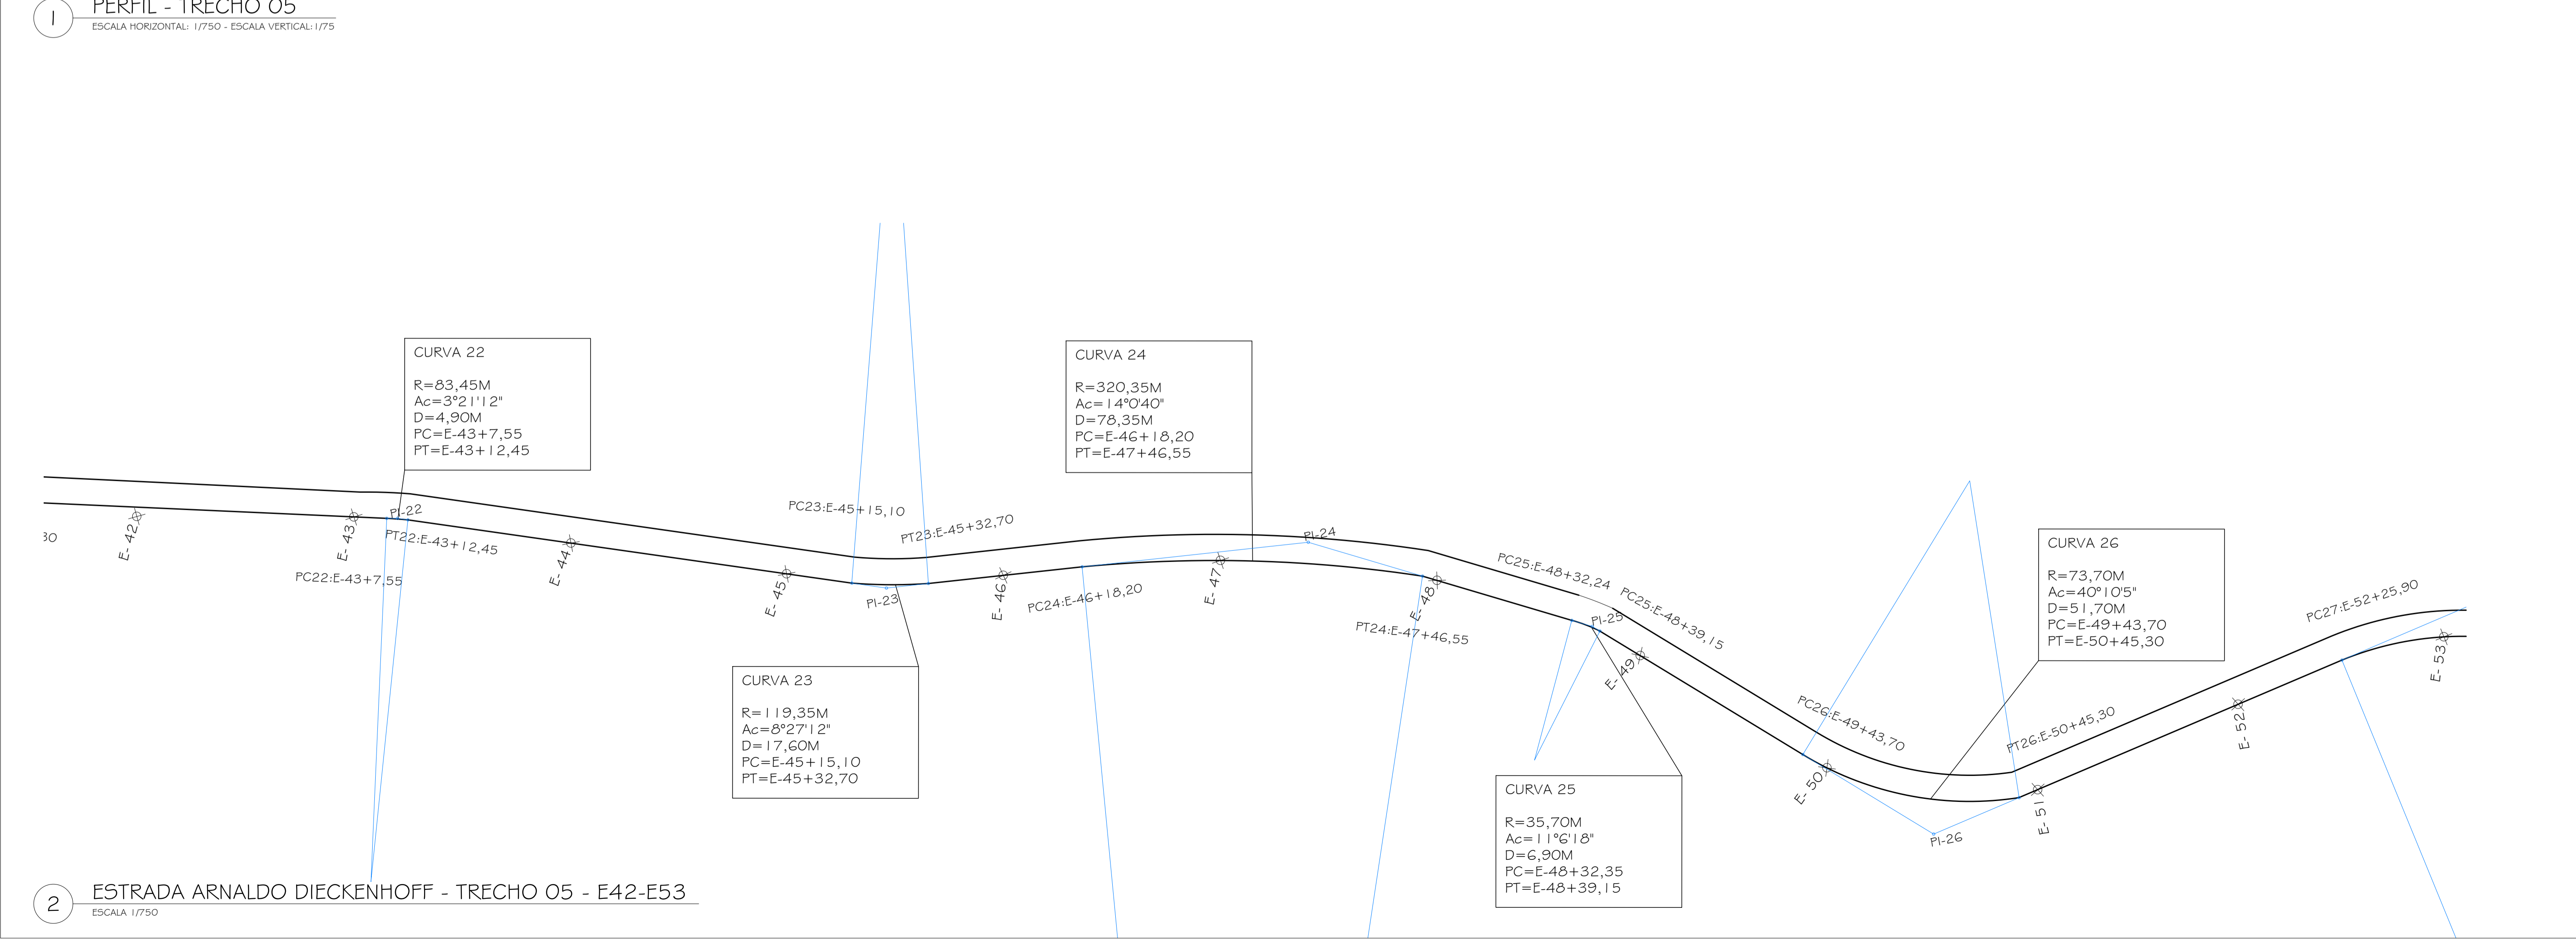 1
PERFIL - TRECHO 05
ESCALA HORIZONTAL: 1/750 - ESCALA VERTICAL:1/75
CURVA 22
R=83,45M
Ac=3°21'12"
D=4,90M
PC=E-43+7,55
PT=E-43+12,45
CURVA 24
R=320,35M
Ac=14°0'40"
D=78,35M
PC=E-46+18,20
PT=E-47+46,55
30
E- 42
E- 43
PI-22
PT22:E-43+12,45
PC22:E-43+7,55
E- 44
E- 45
PC23:E-45+15,10
PT23:E-45+32,70
PI-23
E- 46
PC24:E-46+18,20
E- 47
PI-24
PT24:E-47+46,55
E- 48
PC25:E-48+32,24
PC25:E-48+39,15
PI-25
E- 49
PC26:E-49+43,70
E- 50
PI-26
PT26:E-50+45,30
E- 51
E- 52
PC27:E-52+25,90
E- 53
CURVA 26
R=73,70M
Ac=40°10'5"
D=51,70M
PC=E-49+43,70
PT=E-50+45,30
CURVA 23
R=119,35M
Ac=8°27'12"
D=17,60M
PC=E-45+15,10
PT=E-45+32,70
CURVA 25
R=35,70M
Ac=11°6'18"
D=6,90M
PC=E-48+32,35
PT=E-48+39,15
2
ESTRADA ARNALDO DIECKENHOFF - TRECHO 05 - E42-E53
ESCALA 1/750